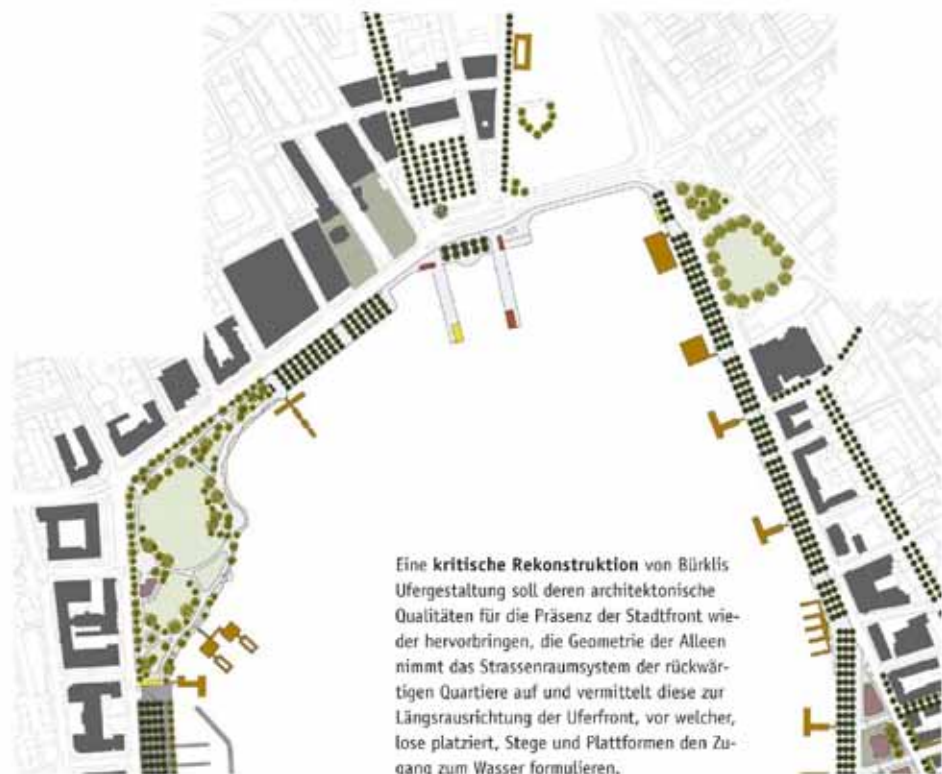 Eine kritische Rekonstruktion von Bürklis
Ufergestaltung soll deren architektonische
Qualitäten für die Präsenz der Stadtfront wie-
der hervorbringen, die Geometrie der Alleen
nimmt das Strassenraumsystem der rückwär-
tigen Quartiere auf und vermittelt diese zur
Längsrausrichtung der Uferfront, vor welcher,
lose platziert, Stege und Plattformen den Zu-
gang zum Wasser formulieren.